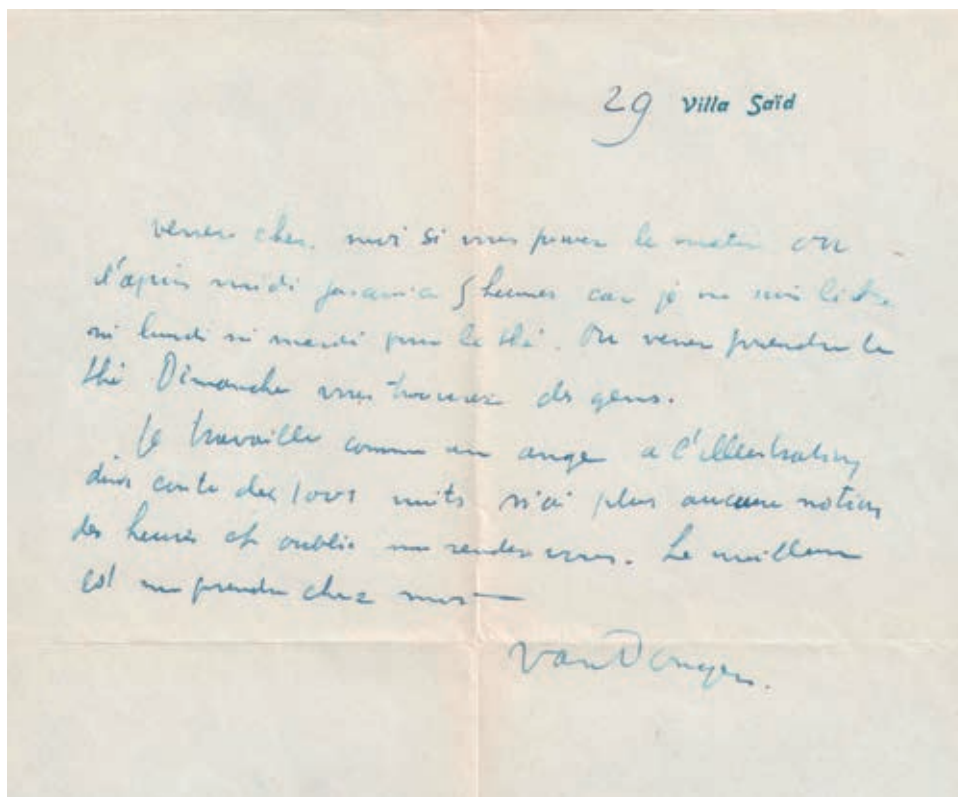 29 Villa Saïd
venez chez moi si vous pouvez le matin ou
l'après midi jusqu'à 5 heures car je ne suis libre
ni lundi ni mardi pour le thé. Ou venez prendre le
thé Dimanche vous trouverez des gens.
Je travaille comme un ange a l'illustration
d'un conte des 1001 nuits n'ai plus aucune notion
des heures et oublie mes rendez vous. Le meilleur
est me prendre chez moi —
Van Dongen.